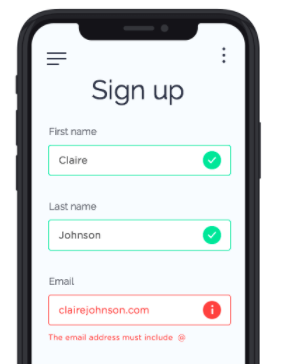 Sign up
First name
Claire
Last name
Johnson
Email
clairejohnson.com
The email address must include @